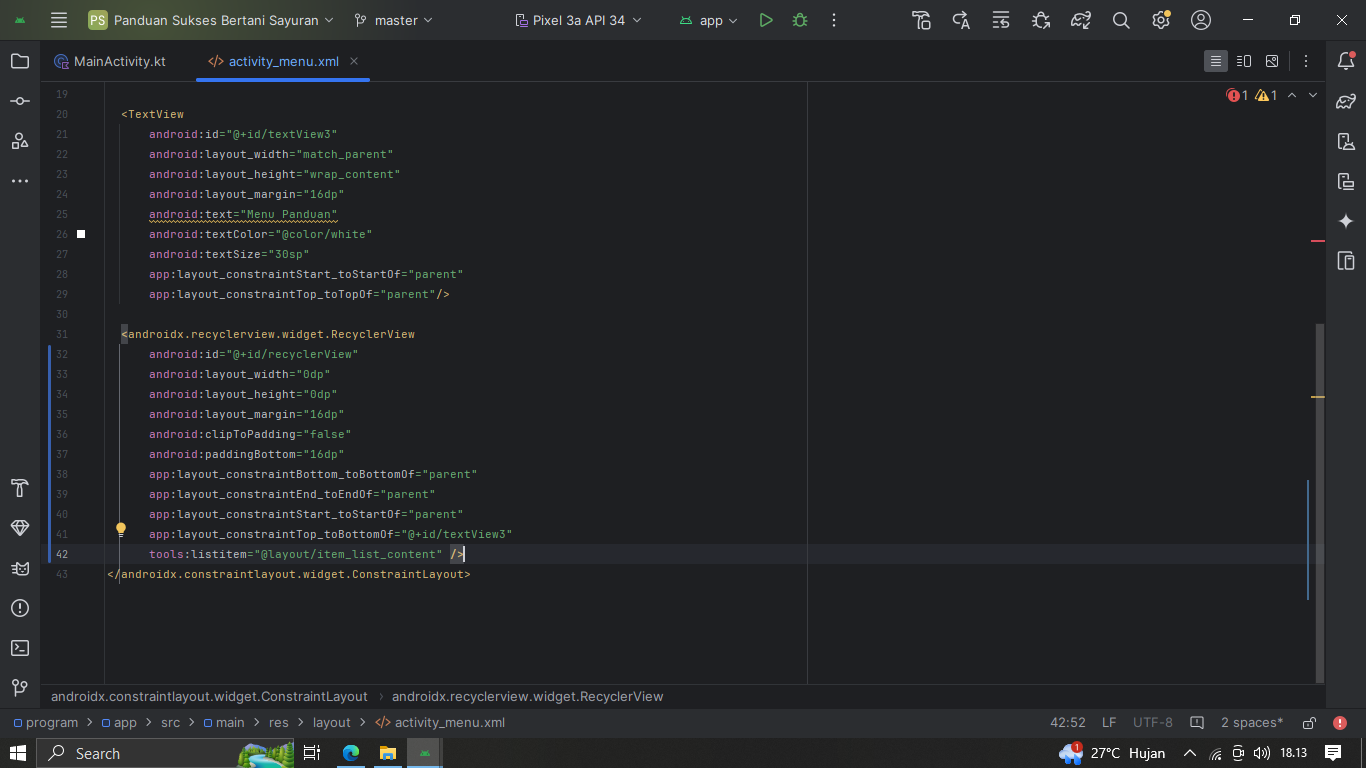 PS Panduan Sukses Bertani Sayuran master Pixel 3a API 34 app
MainActivity.kt activity_menu.xml
1 1
19
20 <TextView
21 android:id="@+id/textView3"
22 android:layout_width="match_parent"
23 android:layout_height="wrap_content"
24 android:layout_margin="16dp"
25 android:text="Menu Panduan"
26 android:textColor="@color/white"
27 android:textSize="30sp"
28 app:layout_constraintStart_toStartOf="parent"
29 app:layout_constraintTop_toTopOf="parent"/>
30
31 <androidx.recyclerview.widget.RecyclerView
32 android:id="@+id/recyclerView"
33 android:layout_width="0dp"
34 android:layout_height="0dp"
35 android:layout_margin="16dp"
36 android:clipToPadding="false"
37 android:paddingBottom="16dp"
38 app:layout_constraintBottom_toBottomOf="parent"
39 app:layout_constraintEnd_toEndOf="parent"
40 app:layout_constraintStart_toStartOf="parent"
41 app:layout_constraintTop_toBottomOf="@+id/textView3"
42 tools:listitem="@layout/item_list_content" />
43 </androidx.constraintlayout.widget.ConstraintLayout>
androidx.constraintlayout.widget.ConstraintLayout > androidx.recyclerview.widget.RecyclerView
program > app > src > main > res > layout > </> activity_menu.xml 42:52 LF UTF-8 2 spaces*
Search 1 27°C Hujan 18.13